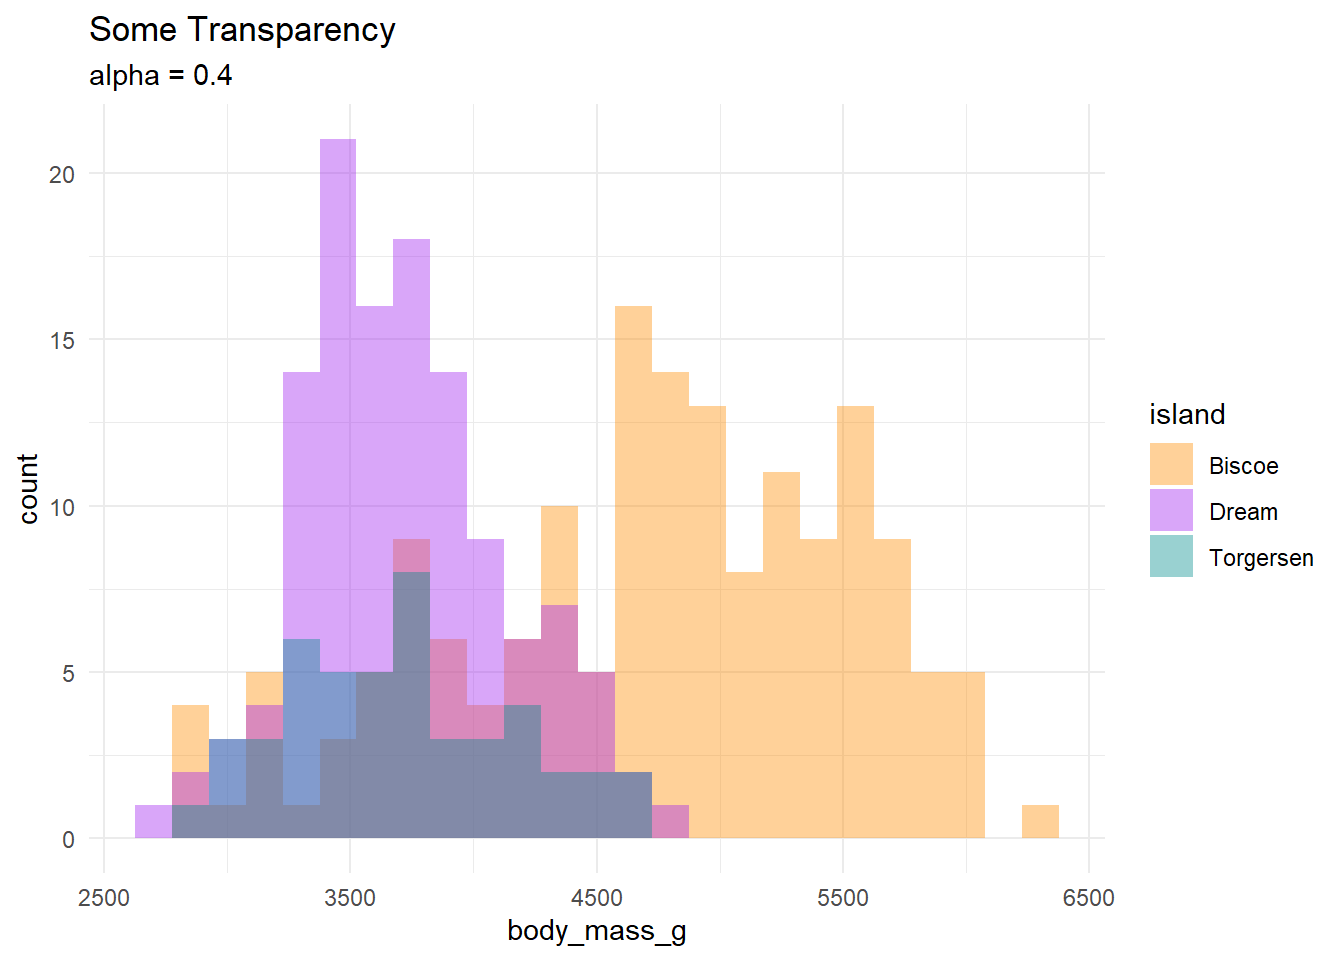 Some Transparency
alpha = 0.4
20
15
10
5
0
count
2500 3500 4500 5500 6500
body_mass_g
island
Biscoe
Dream
Torgersen